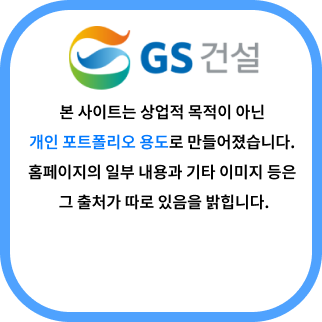 GS 건설
본 사이트는 상업적 목적이 아닌
개인 포트폴리오 용도로 만들어졌습니다.
홈페이지의 일부 내용과 기타 이미지 등은
그 출처가 따로 있음을 밝힙니다.